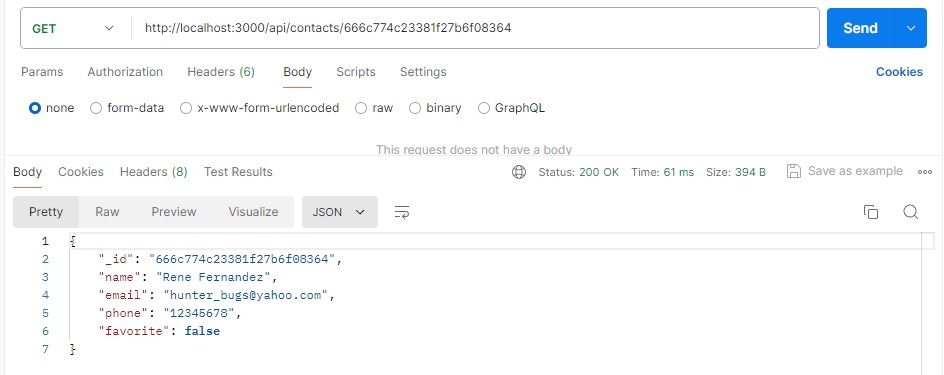 GET http://localhost:3000/api/contacts/666c774c23381f27b6f08364 Send
Params Authorization Headers (6) Body Scripts Settings Cookies
none form-data x-www-form-urlencoded raw binary GraphQL
This request does not have a body
Body Cookies Headers (8) Test Results Status: 200 OK Time: 61 ms Size: 394 B Save as example
Pretty Raw Preview Visualize JSON
1 {
2 "_id": "666c774c23381f27b6f08364",
3 "name": "Rene Fernandez",
4 "email": "hunter_bugs@yahoo.com",
5 "phone": "12345678",
6 "favorite": false
7 }